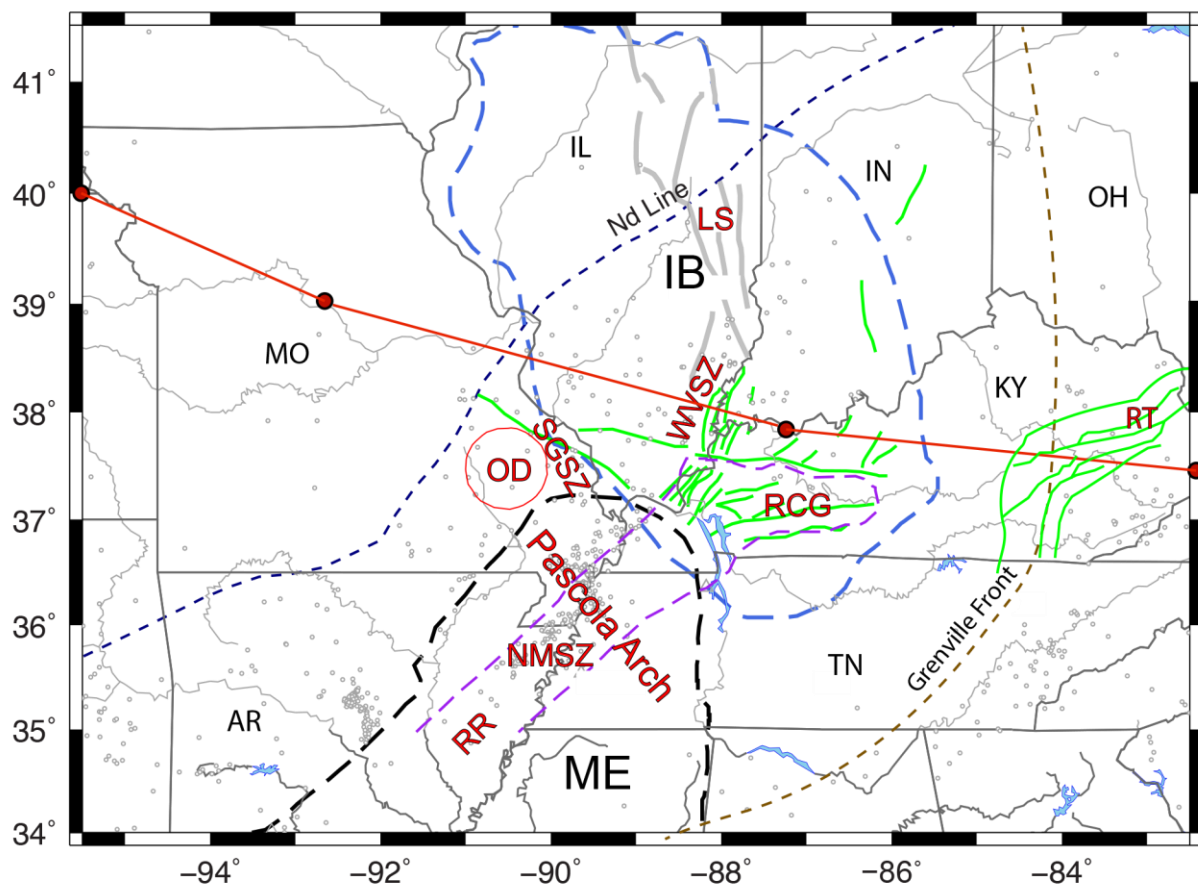 41°
40°
39°
38°
37°
36°
35°
34°
−94°
−92°
−90°
−88°
−86°
−84°
IL
IN
OH
Nd Line
LS
IB
MO
WVSZ
KY
RT
SGSZ
OD
RCG
Pascola Arch
NMSZ
Grenville Front
TN
AR
RR
ME